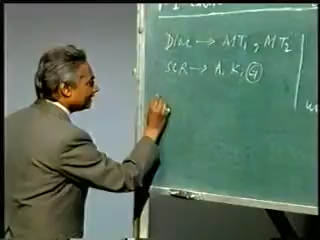 Diac → MT₁, MT₂
SCR → A, K, G